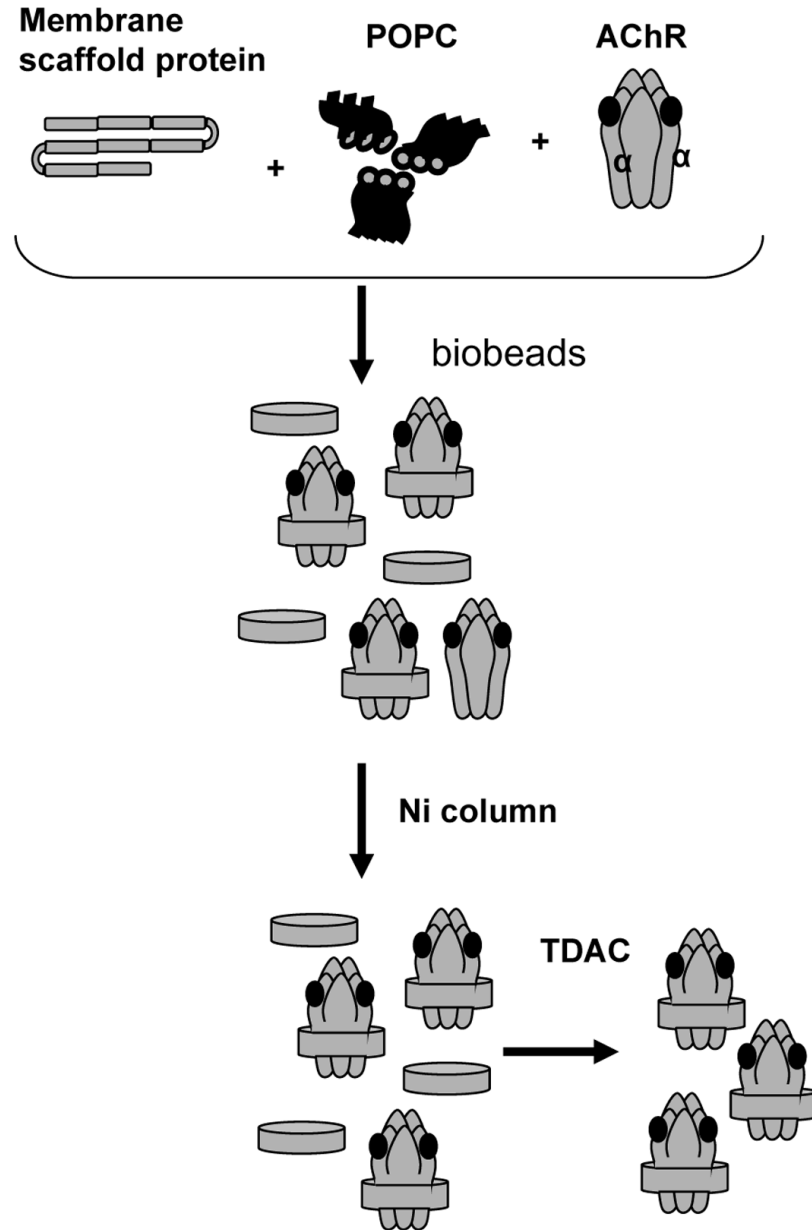 Membrane
scaffold protein
POPC
AChR
+
+
α
α
biobeads
Ni column
TDAC